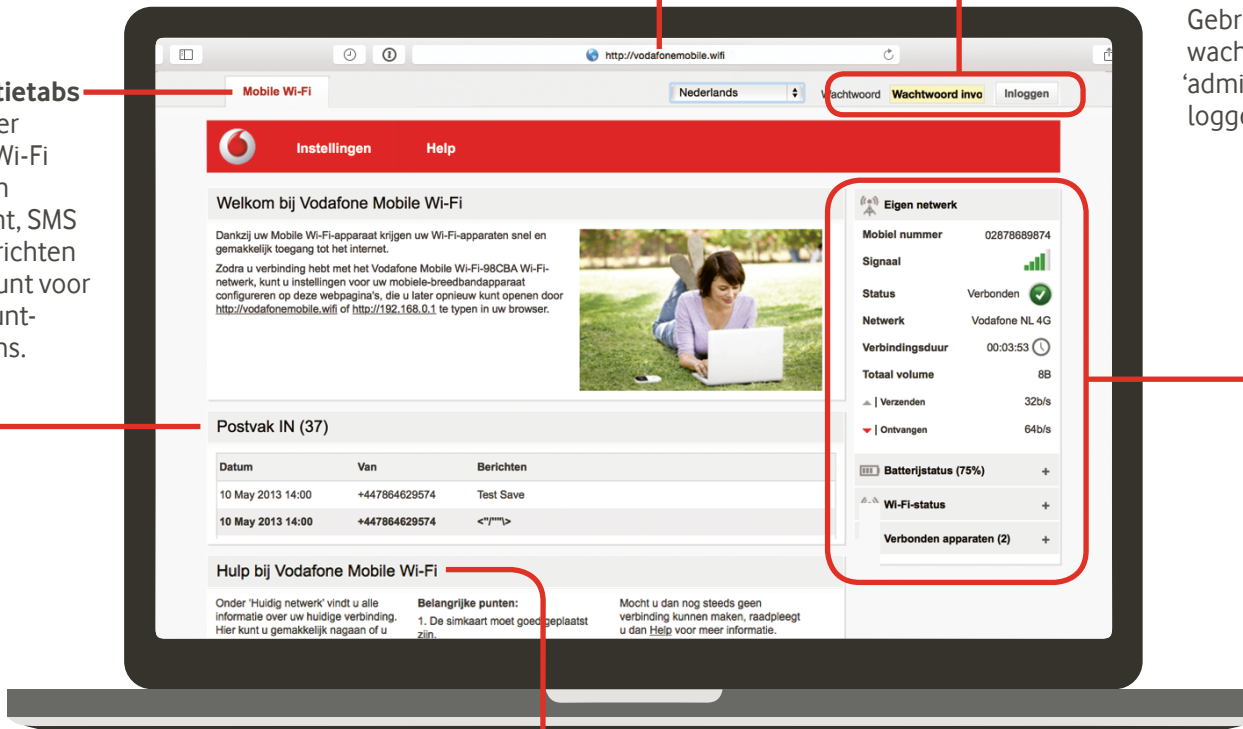 http://vodafonemobile.wifi
Mobile Wi-Fi
Nederlands
Wachtwoord Wachtwoord invo Inloggen
Instellingen Help
tietabs
er
Wi-Fi
n
nt, SMS
richten
unt voor
unt-
ns.
Gebr
wach
‘admi
logge
Welkom bij Vodafone Mobile Wi-Fi
Dankzij uw Mobile Wi-Fi-apparaat krijgen uw Wi-Fi-apparaten snel en
gemakkelijk toegang tot het internet.
Zodra u verbinding hebt met het Vodafone Mobile Wi-Fi-98CBA Wi-Fi-
netwerk, kunt u instellingen voor uw mobiele-breedbandapparaat
configureren op deze webpagina's, die u later opnieuw kunt openen door
http://vodafonemobile.wifi of http://192.168.0.1 te typen in uw browser.
Eigen netwerk
Mobiel nummer 02878689874
Signaal
Status Verbonden
Netwerk Vodafone NL 4G
Verbindingsduur 00:03:53
Totaal volume 8B
| Verzenden 32b/s
| Ontvangen 64b/s
Batterijstatus (75%) +
Wi-Fi-status +
Verbonden apparaten (2) +
Postvak IN (37)
Datum Van Berichten
10 May 2013 14:00 +447864629574 Test Save
10 May 2013 14:00 +447864629574 <"/""'\>
Hulp bij Vodafone Mobile Wi-Fi
Onder 'Huidig netwerk' vindt u alle
informatie over uw huidige verbinding.
Hier kunt u gemakkelijk nagaan of u
Belangrijke punten:
1. De simkaart moet goed geplaatst
zijn.
Mocht u dan nog steeds geen
verbinding kunnen maken, raadpleegt
u dan Help voor meer informatie.